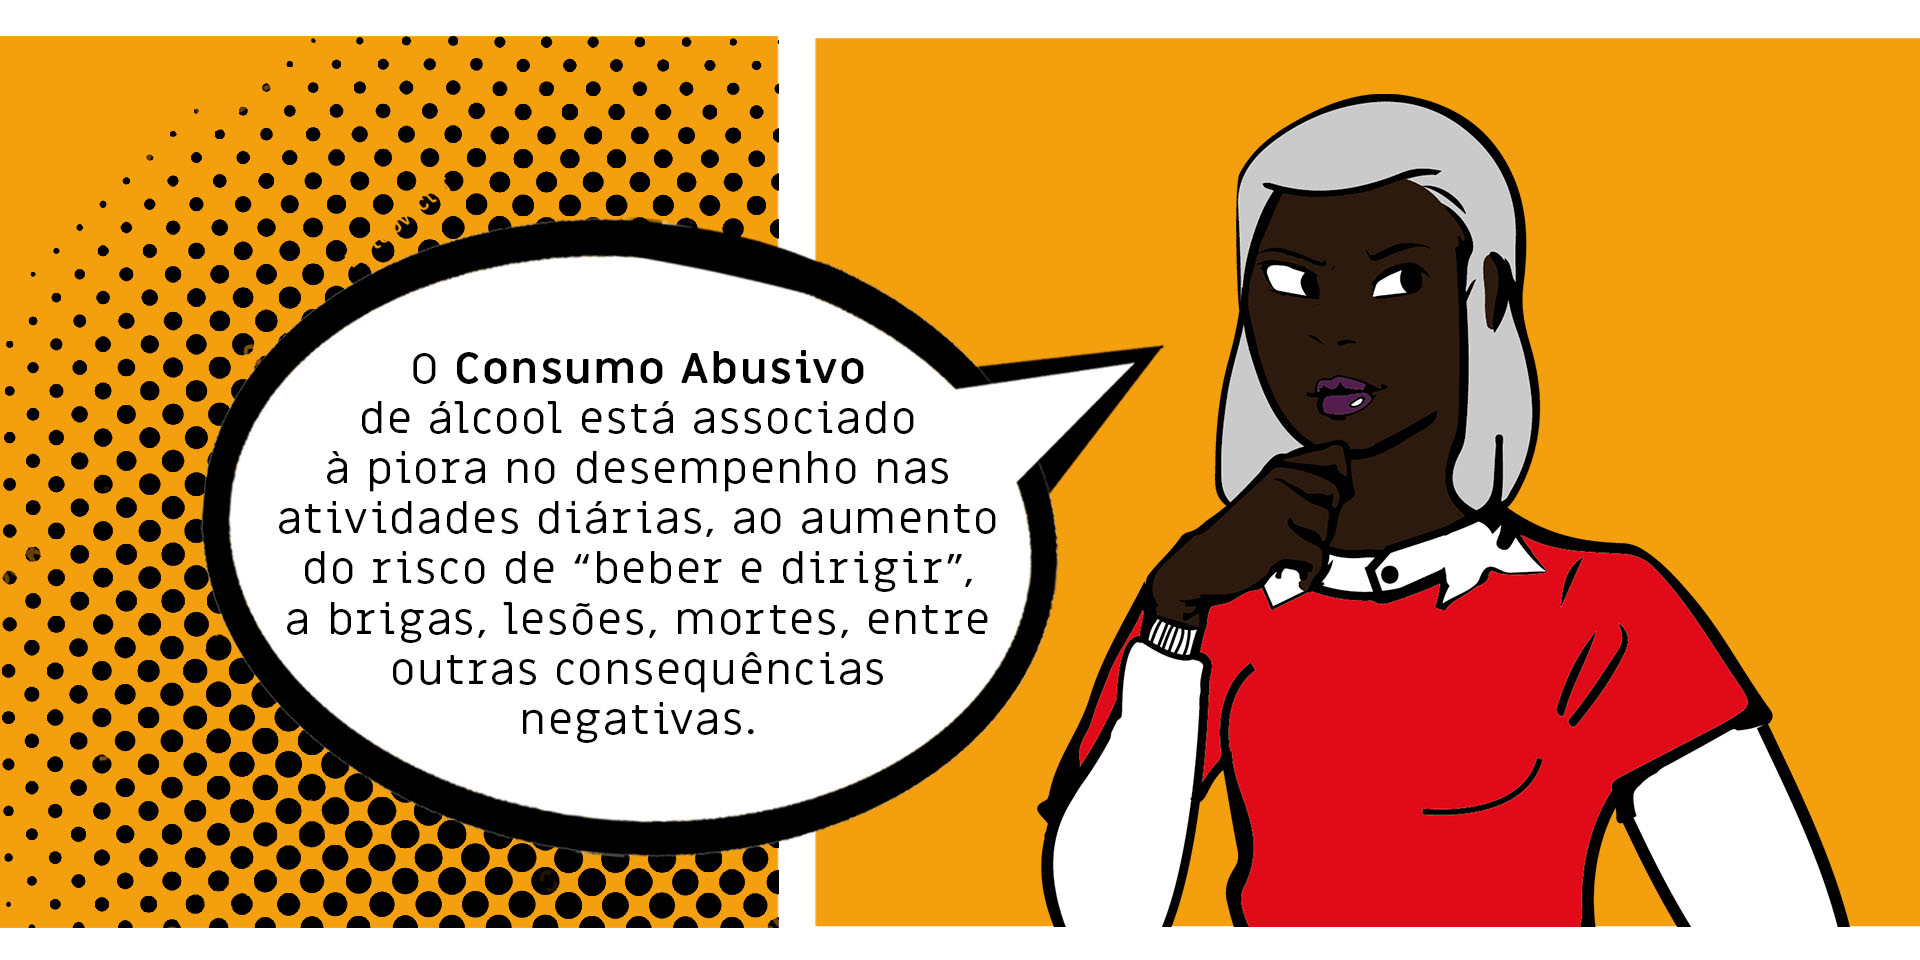 O Consumo Abusivo
de álcool está associado
à piora no desempenho nas
atividades diárias, ao aumento
do risco de “beber e dirigir”,
a brigas, lesões, mortes, entre
outras consequências
negativas.